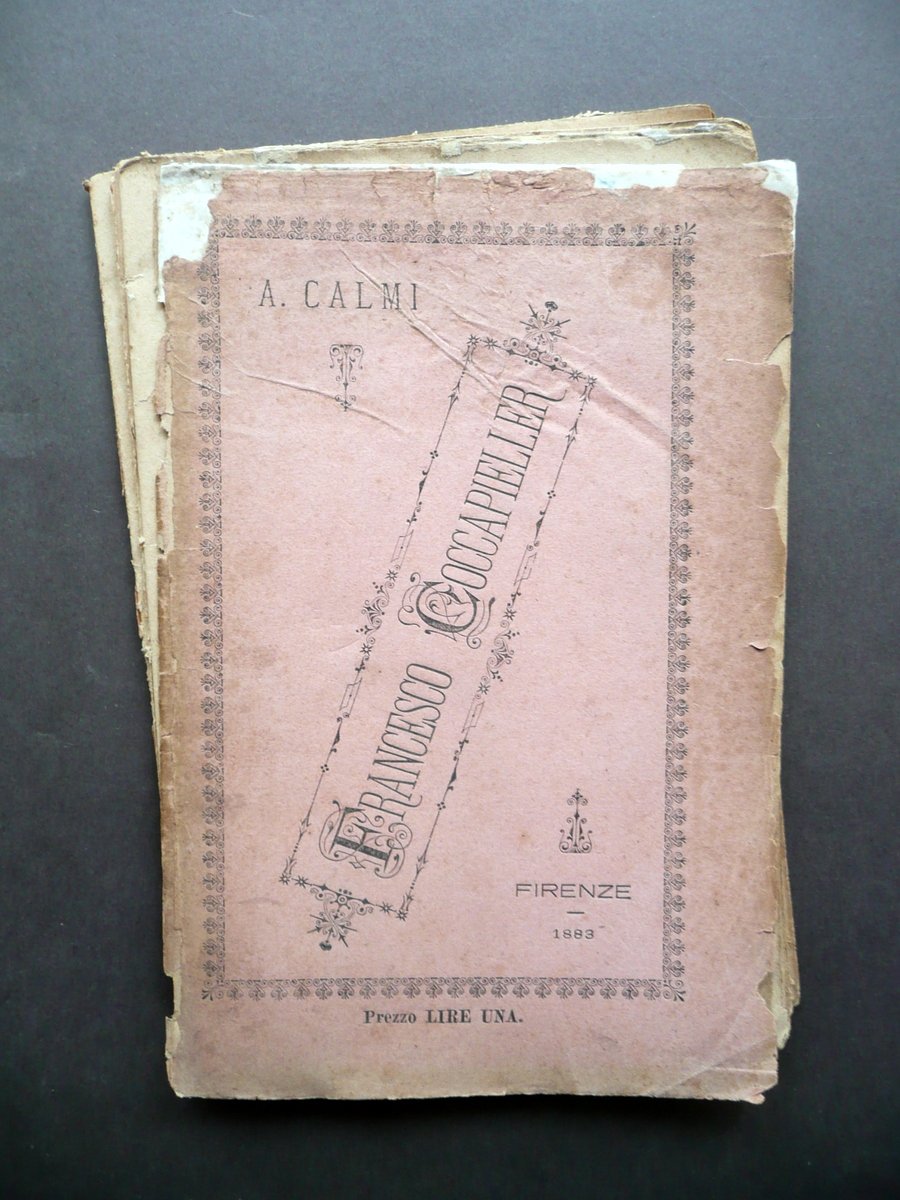 A. CALMI
FRANCESCO COCCAPIELLER
FIRENZE
1883
Prezzo LIRE UNA.